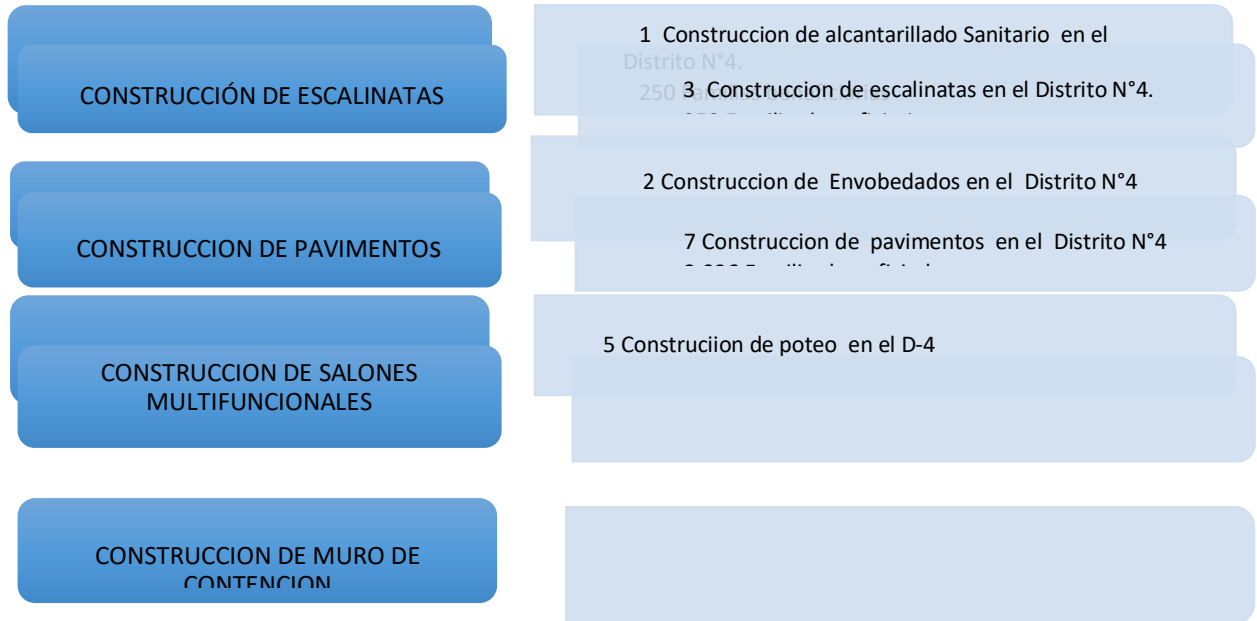 CONSTRUCCIÓN DE ESCALINATAS
1 Construccion de alcantarillado Sanitario en el
Distrito N°4.
250
3 Construccion de escalinatas en el Distrito N°4.
CONSTRUCCION DE PAVIMENTOs
2 Construccion de Envobedados en el Distrito N°4
7 Construccion de pavimentos en el Distrito N°4
CONSTRUCCION DE SALONES
MULTIFUNCIONALES
5 Construciion de poteo en el D-4
CONSTRUCCION DE MURO DE
CONTENCION